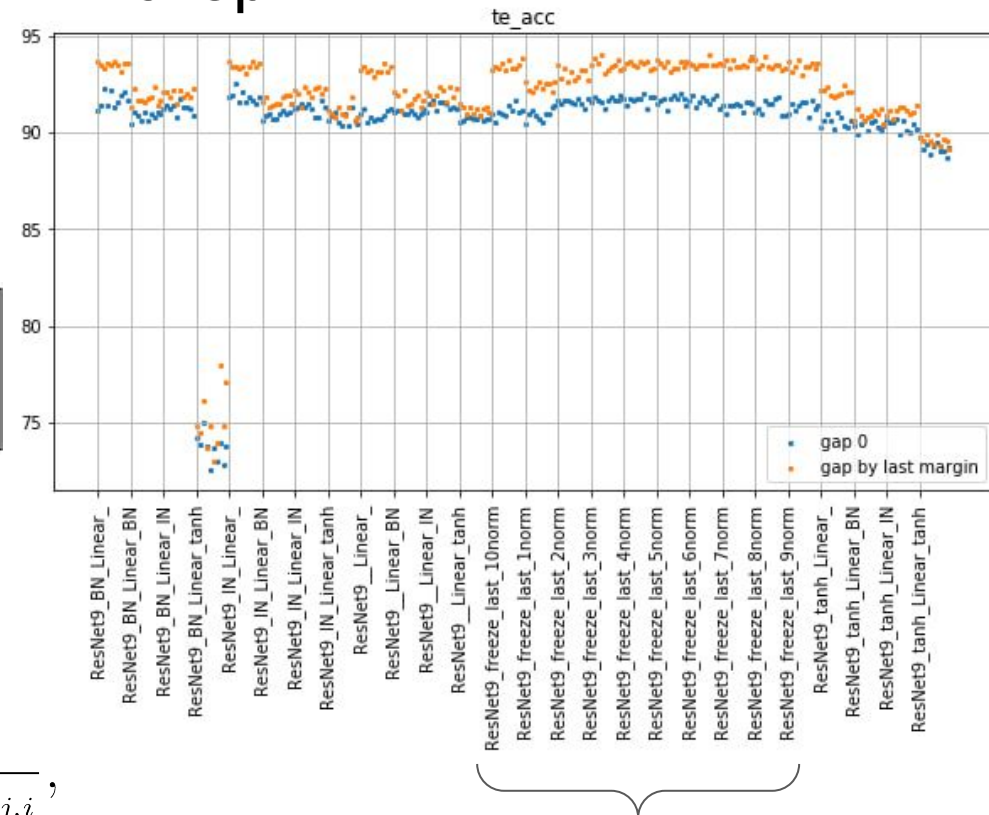 te_acc
95
90
85
80
75
gap 0
gap by last margin
ResNet9_BN_Linear_
ResNet9_BN_Linear_BN
ResNet9_BN_Linear_IN
ResNet9_BN_Linear_tanh
ResNet9_IN_Linear_
ResNet9_IN_Linear_BN
ResNet9_IN_Linear_IN
ResNet9_IN_Linear_tanh
ResNet9__Linear_
ResNet9__Linear_BN
ResNet9__Linear_IN
ResNet9__Linear_tanh
ResNet9_freeze_last_10norm
ResNet9_freeze_last_1norm
ResNet9_freeze_last_2norm
ResNet9_freeze_last_3norm
ResNet9_freeze_last_4norm
ResNet9_freeze_last_5norm
ResNet9_freeze_last_6norm
ResNet9_freeze_last_7norm
ResNet9_freeze_last_8norm
ResNet9_freeze_last_9norm
ResNet9_tanh_Linear_
ResNet9_tanh_Linear_BN
ResNet9_tanh_Linear_IN
ResNet9_tanh_Linear_tanh
,